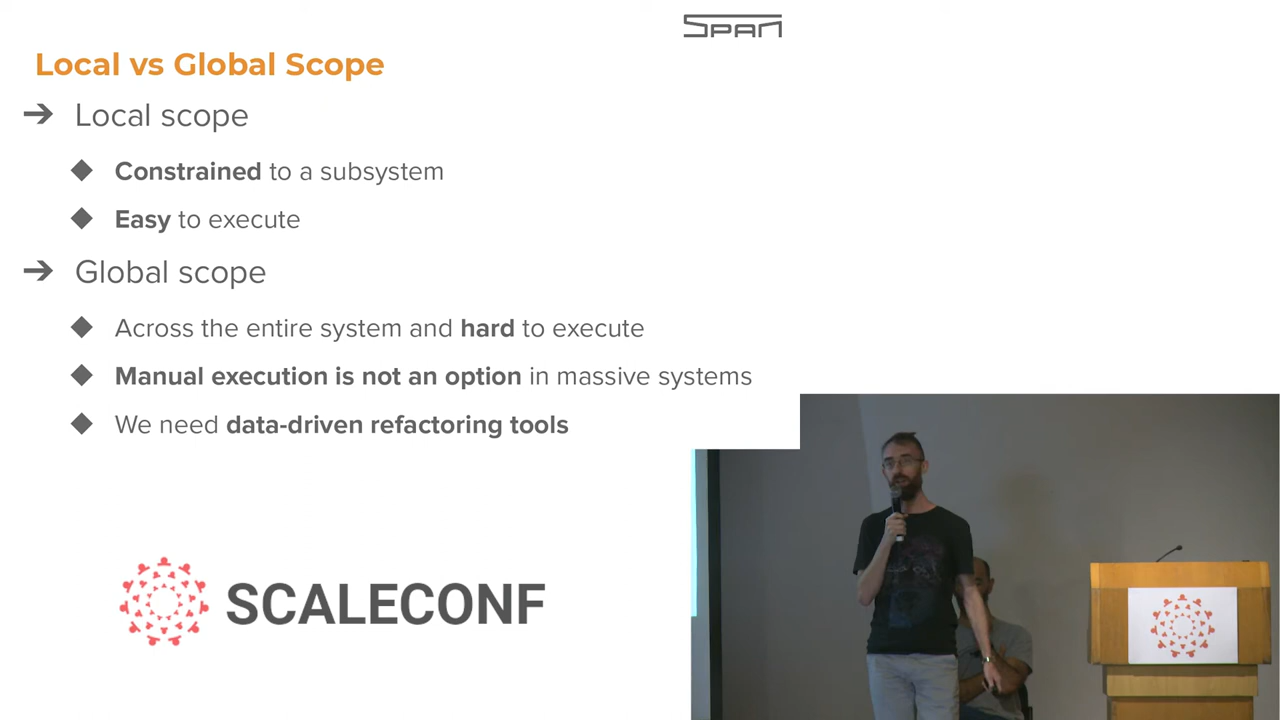 SPAN
Local vs Global Scope
➔ Local scope
◆ Constrained to a subsystem
◆ Easy to execute
➔ Global scope
◆ Across the entire system and hard to execute
◆ Manual execution is not an option in massive systems
◆ We need data-driven refactoring tools
SCALECONF